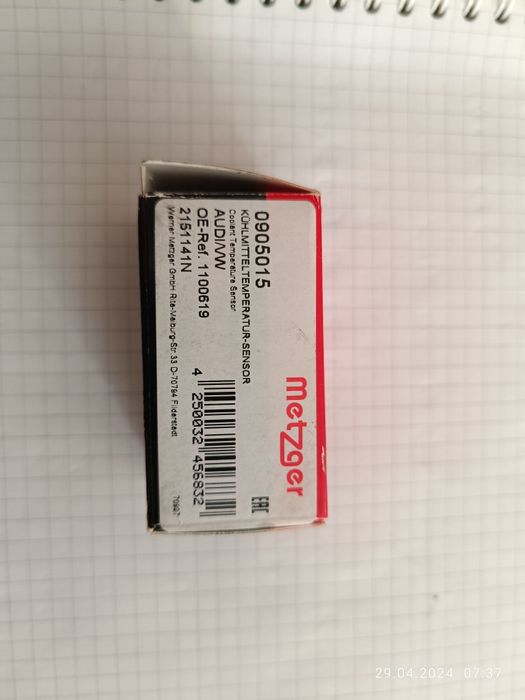 0905015
KÜHLMITTELTEMPERATUR-SENSOR
Coolant Temperature Sensor
AUDI/VW
OE-Ref. 1100619
2151141N
Werner Metzger GmbH Rita-Maiburg-Str.33 D-70794 Filderstadt
metzger
EAC
4 250032 456832
29.04.2024 07:37